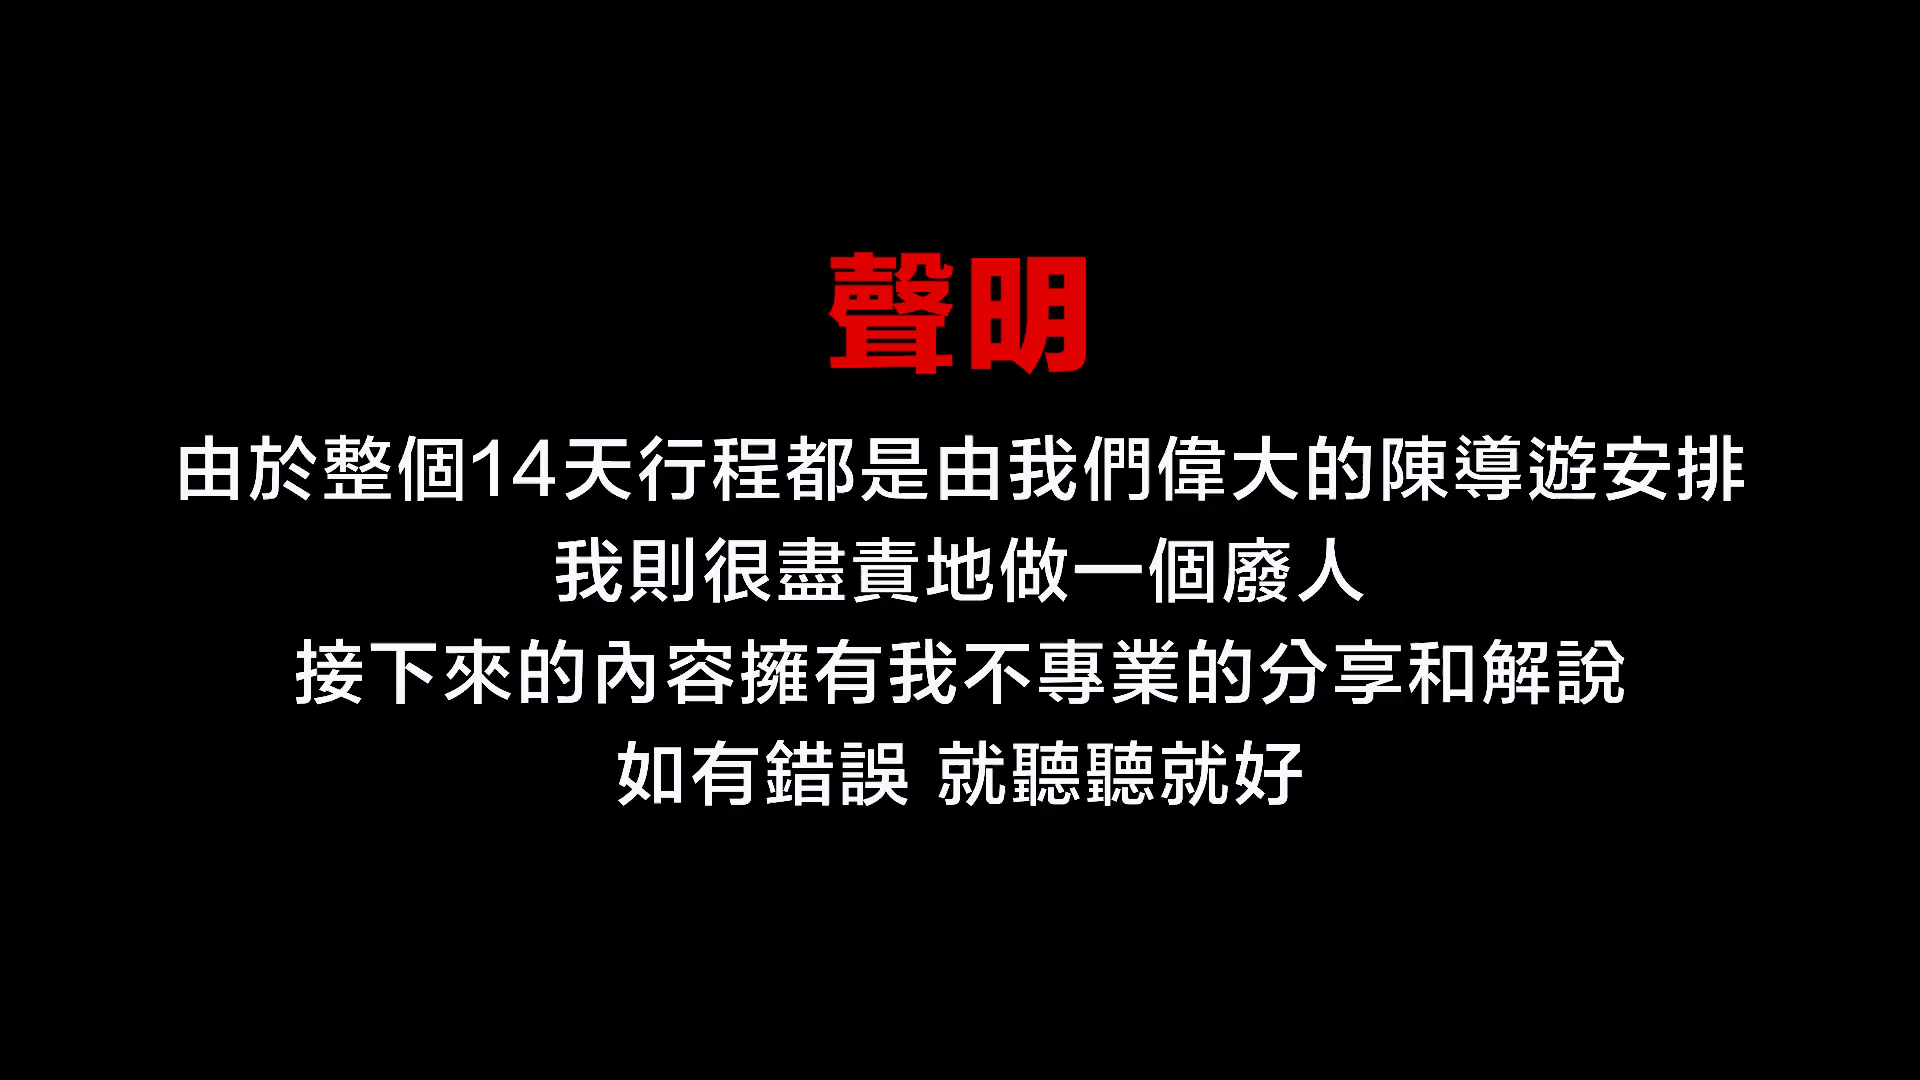 聲明
由於整個14天行程都是由我們偉大的陳導遊安排
我則很盡責地做一個廢人
接下來的內容擁有我不專業的分享和解說
如有錯誤 就聽聽就好